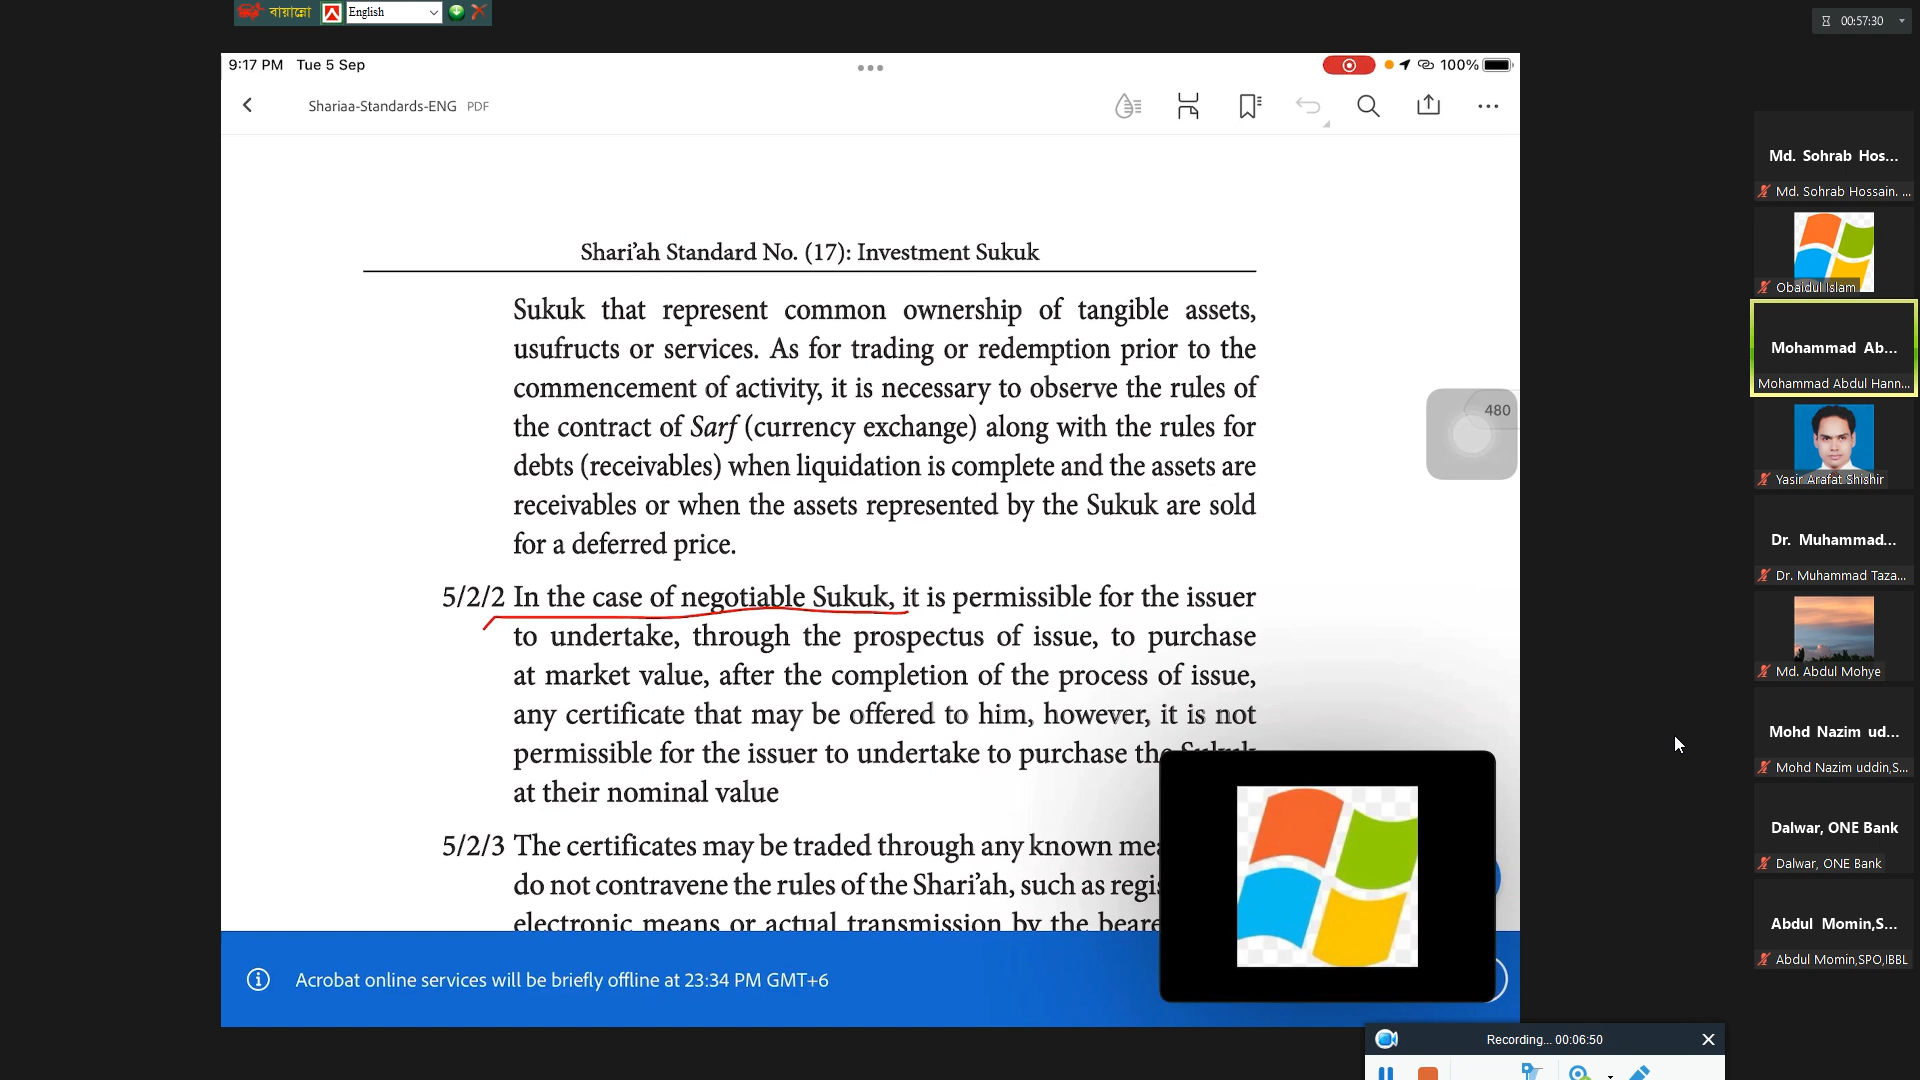 বায়ান্নো
English
00:57:30
9:17 PM Tue 5 Sep
100%
Shariaa-Standards-ENG PDF
Shari’ah Standard No. (17): Investment Sukuk
Sukuk that represent common ownership of tangible assets,
usufructs or services. As for trading or redemption prior to the
commencement of activity, it is necessary to observe the rules of
the contract of Sarf (currency exchange) along with the rules for
debts (receivables) when liquidation is complete and the assets are
receivables or when the assets represented by the Sukuk are sold
for a deferred price.
480
5/2/2 In the case of negotiable Sukuk, it is permissible for the issuer
to undertake, through the prospectus of issue, to purchase
at market value, after the completion of the process of issue,
any certificate that may be offered to him, however, it is not
permissible for the issuer to undertake to purchase the Sukuk
at their nominal value
5/2/3 The certificates may be traded through any known
do not contravene the rules of the Shari’ah, such as
electronic means or actual transmission by the
Acrobat online services will be briefly offline at 23:34 PM GMT+6
Md. Sohrab Hos...
Md. Sohrab Hossain. ...
Obaidul Islam
Mohammad Ab...
Mohammad Abdul Hann...
Yasir Arafat Shishir
Dr. Muhammad...
Dr. Muhammad Taza...
Md. Abdul Mohye
Mohd Nazim ud...
Mohd Nazim uddin,S...
Dalwar, ONE Bank
Dalwar, ONE Bank
Abdul Momin,S...
Abdul Momin,SPO,IBBL
Recording... 00:06:50